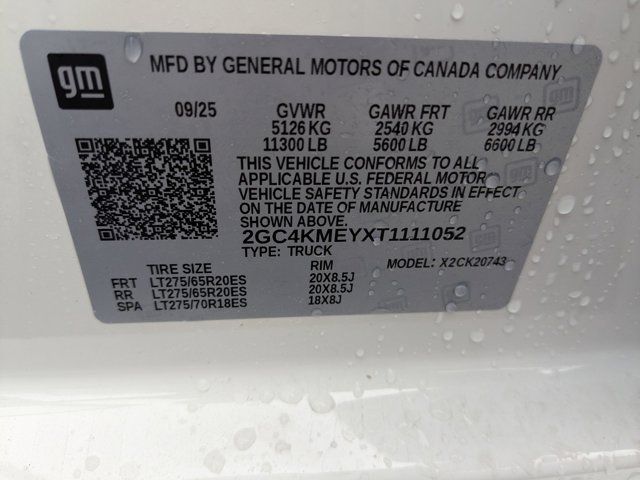 gm
MFD BY GENERAL MOTORS OF CANADA COMPANY
09/25 GVWR GAWR FRT GAWR RR
5126 KG 2540 KG 2994 KG
11300 LB 5600 LB 6600 LB
THIS VEHICLE CONFORMS TO ALL
APPLICABLE U.S. FEDERAL MOTOR
VEHICLE SAFETY STANDARDS IN EFFECT
ON THE DATE OF MANUFACTURE
SHOWN ABOVE.
2GC4KMEYXT1111052
TYPE: TRUCK MODEL: X2CK20743
TIRE SIZE RIM
FRT LT275/65R20ES 20X8.5J
RR LT275/65R20ES 20X8.5J
SPA LT275/70R18ES 18X8J